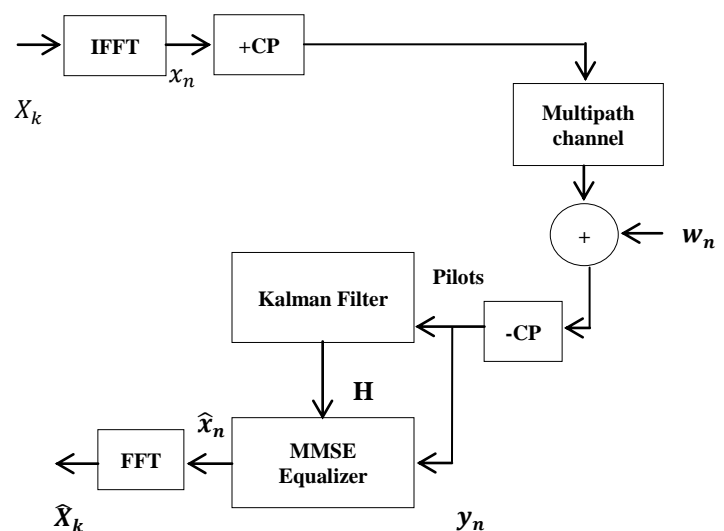 IFFT
+CP
x_n
X_k
Multipath
channel
+
w_n
Pilots
Kalman Filter
-CP
H
x̂_n
MMSE
Equalizer
FFT
X̂_k
y_n